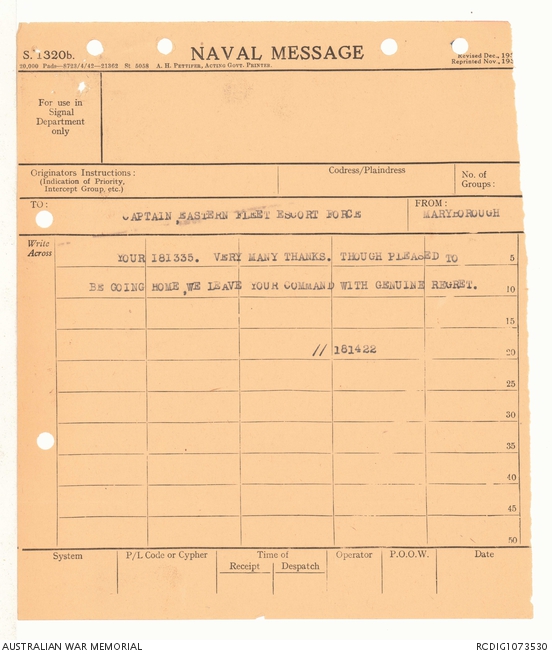 S. 1320b.
NAVAL MESSAGE
Revised Dec., 193
Reprinted Nov., 193
20,000 Pads—8723/4/42—21362 St 5058 A. H. Pettifer, Acting Govt. Printer.
For use in
Signal
Department
only
Originators Instructions:
(Indication of Priority,
Intercept Group, etc.)
Codress/Plaindress
No. of
Groups:
TO:
CAPTAIN EASTERN FLEET ESCORT FORCE
FROM:
MARYBOROUGH
Write
Across
YOUR 181335. VERY MANY THANKS. THOUGH PLEASED TO
5
BE GOING HOME, WE LEAVE YOUR COMMAND WITH GENUINE REGRET.
10
15
// 181422
20
25
30
35
40
45
50
System
P/L Code or Cypher
Time of
Receipt
Despatch
Operator
P.O.O.W.
Date
AUSTRALIAN WAR MEMORIAL
RCDIG1073530